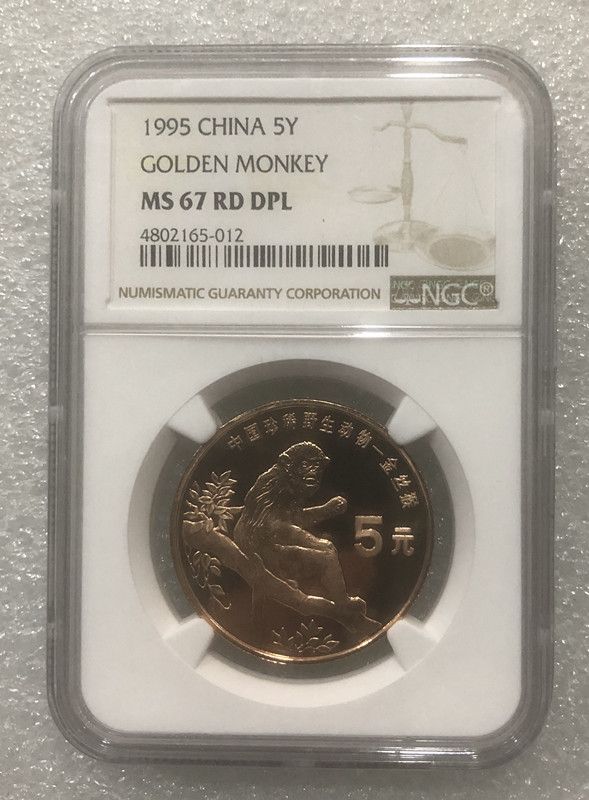 1995 CHINA 5Y
GOLDEN MONKEY
MS 67 RD DPL
4802165-012
NUMISMATIC GUARANTY CORPORATION
NGC®
中国珍稀野生动物—金丝猴
5元